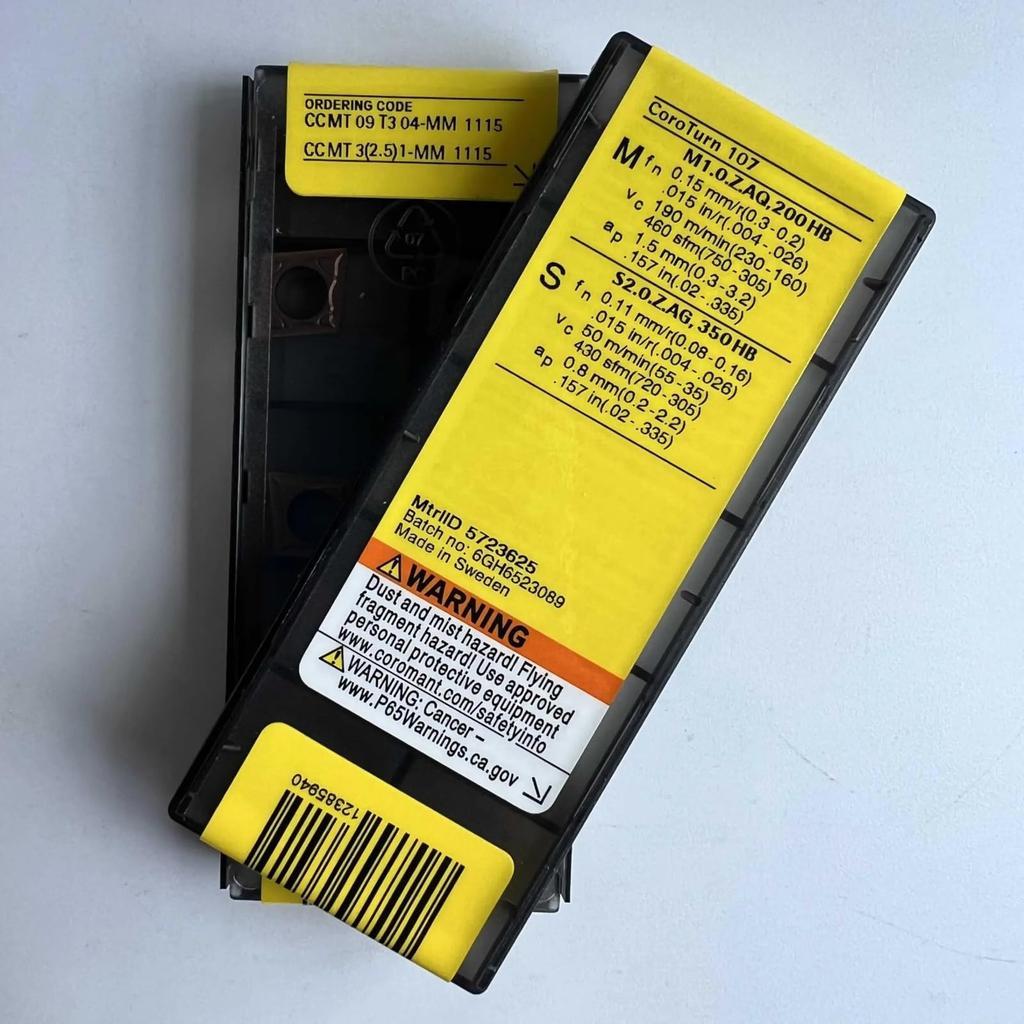 ORDERING CODE
CCMT 09 T3 04-MM 1115
CCMT 3(2.5)1-MM 1115
07
CoroTurn 107
M M1.0.Z.AQ, 200 HB
fn 0.15 mm/r(0.3-0.2)
.015 in/r(.004-.026)
vc 190 m/min(230-160)
460 sfm(750-305)
ap 1.5 mm(0.3-3.2)
.157 in(.02-.335)
S S2.0.Z.AG, 350 HB
fn 0.11 mm/r(0.08-0.16)
.015 in/r(.004-.026)
vc 50 m/min(55-35)
430 sfm(720-305)
ap 0.8 mm(0.2-2.2)
.157 in(.02-.335)
MtrlID 5723625
Batch no: 6GH6523089
Made in Sweden
WARNING
Dust and mist hazard! Flying
fragment hazard! Use approved
personal protective equipment
www.coromant.com/safetyinfo
WARNING: Cancer –
www.P65Warnings.ca.gov
12385940